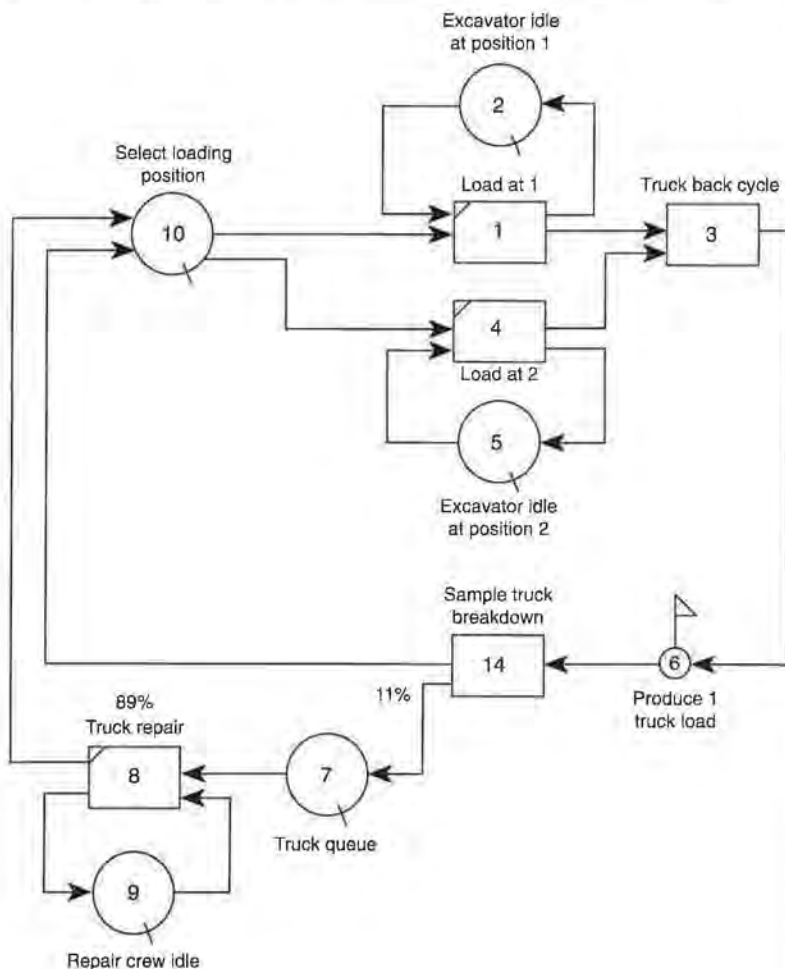 Excavator idle
at position 1
2
Select loading
position
10
Load at 1
1
Truck back cycle
3
4
Load at 2
5
Excavator idle
at position 2
Sample truck
breakdown
14
6
Produce 1
truck load
11%
89%
Truck repair
8
7
Truck queue
9
Repair crew idle